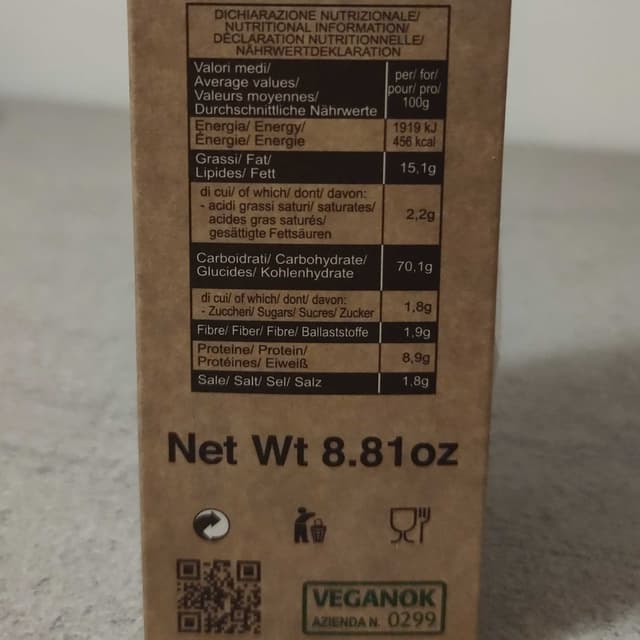 DICHIARAZIONE NUTRIZIONALE/
NUTRITIONAL INFORMATION/
DÉCLARATION NUTRITIONNELLE/
NÄHRWERTDEKLARATION
Valori medi/
Average values/
Valeurs moyennes/
Durchschnittliche Nährwerte
per/ for/
pour/ pro/
100g
Energia/ Energy/
Énergie/ Energie
1919 kJ
456 kcal
Grassi/ Fat/
Lipides/ Fett
15,1g
di cui/ of which/ dont/ davon:
- acidi grassi saturi/ saturates/
acides gras saturés/
gesättigte Fettsäuren
2,2g
Carboidrati/ Carbohydrate/
Glucides/ Kohlenhydrate
70,1g
di cui/ of which/ dont/ davon:
- Zuccheri/ Sugars/ Sucres/ Zucker
1,8g
Fibre/ Fiber/ Fibre/ Ballaststoffe
1,9g
Proteine/ Protein/
Protéines/ Eiweiß
8,9g
Sale/ Salt/ Sel/ Salz
1,8g
Net Wt 8.81oz
VEGANOK
AZIENDA N. 0299